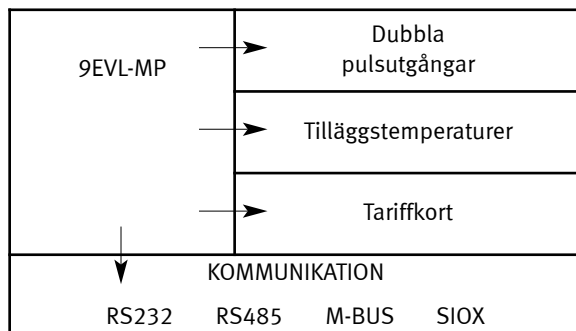 9EVL-MP
Dubbla
pulsutgångar
Tilläggstemperaturer
Tariffkort
KOMMUNIKATION
RS232 RS485 M-BUS SIOX